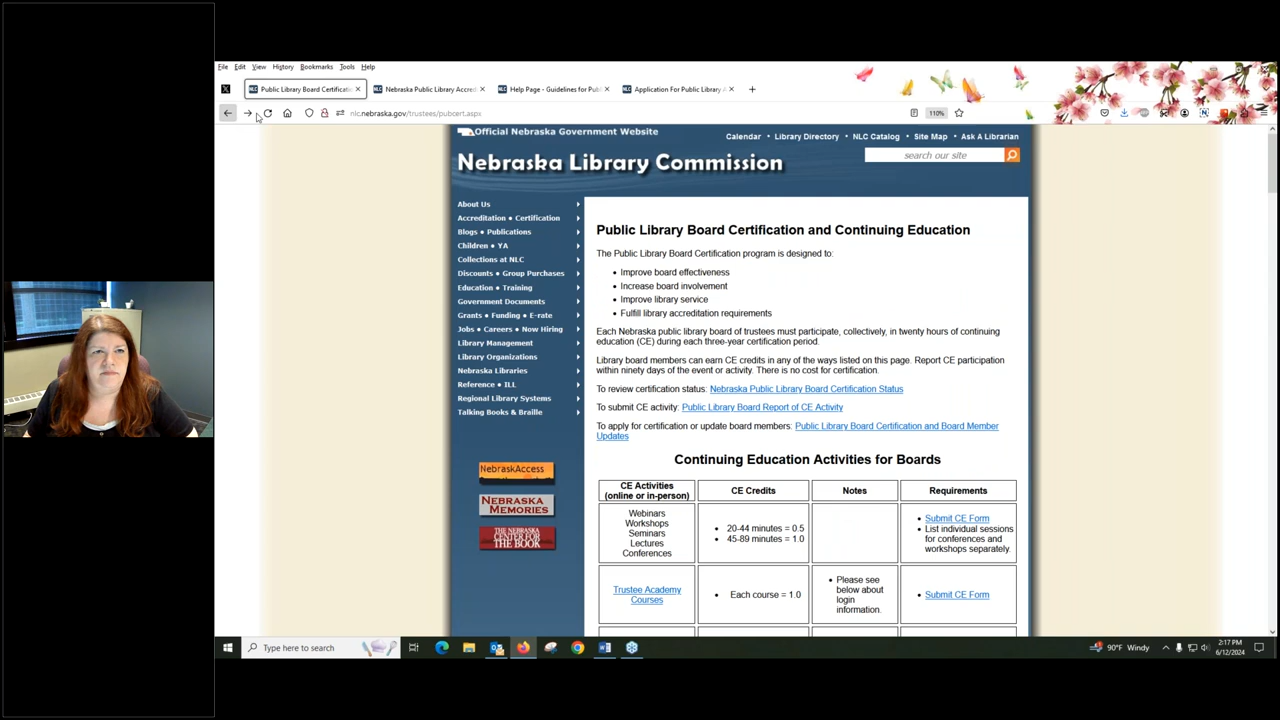 File Edit View History Bookmarks Tools Help
Public Library Board Certificatio
Nebraska Public Library Accred
Help Page - Guidelines for Pub
Application For Public Library A
nlc.nebraska.gov/trustees/pubcert.aspx
110%
Official Nebraska Government Website
Calendar • Library Directory • NLC Catalog • Site Map • Ask A Librarian
Nebraska Library Commission
search our site
About Us
Accreditation • Certification
Blogs • Publications
Children • YA
Collections at NLC
Discounts • Group Purchases
Education • Training
Government Documents
Grants • Funding • E-rate
Jobs • Careers • Now Hiring
Library Management
Library Organizations
Nebraska Libraries
Reference • ILL
Regional Library Systems
Talking Books & Braille
NebraskAccess
NEBRASKA
MEMORIES
THE NEBRASKA
CENTER FOR
THE BOOK
Public Library Board Certification and Continuing Education
The Public Library Board Certification program is designed to:
• Improve board effectiveness
• Increase board involvement
• Improve library service
• Fulfill library accreditation requirements
Each Nebraska public library board of trustees must participate, collectively, in twenty hours of continuing
education (CE) during each three-year certification period.
Library board members can earn CE credits in any of the ways listed on this page. Report CE participation
within ninety days of the event or activity. There is no cost for certification.
To review certification status: Nebraska Public Library Board Certification Status
To submit CE activity: Public Library Board Report of CE Activity
To apply for certification or update board members: Public Library Board Certification and Board Member
Updates
Continuing Education Activities for Boards
CE Activities
(online or in-person)
CE Credits
Notes
Requirements
Webinars
Workshops
Seminars
Lectures
Conferences
• 20-44 minutes = 0.5
• 45-89 minutes = 1.0
• Submit CE Form
• List individual sessions
for conferences and
workshops separately.
Trustee Academy
Courses
• Each course = 1.0
• Please see
below about
login
information.
• Submit CE Form
Type here to search
90°F Windy
2:17 PM
6/12/2024